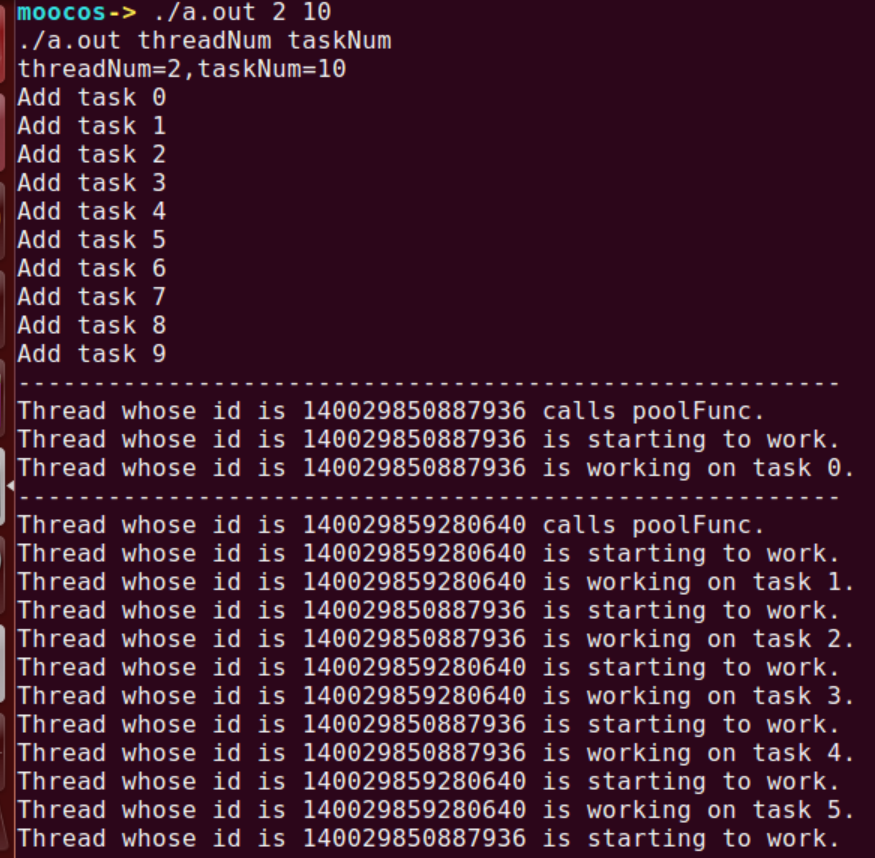 moocos-> ./a.out 2 10
./a.out threadNum taskNum
threadNum=2,taskNum=10
Add task 0
Add task 1
Add task 2
Add task 3
Add task 4
Add task 5
Add task 6
Add task 7
Add task 8
Add task 9
-------------------------------------------------------
Thread whose id is 140029850887936 calls poolFunc.
Thread whose id is 140029850887936 is starting to work.
Thread whose id is 140029850887936 is working on task 0.
-------------------------------------------------------
Thread whose id is 140029859280640 calls poolFunc.
Thread whose id is 140029859280640 is starting to work.
Thread whose id is 140029859280640 is working on task 1.
Thread whose id is 140029850887936 is starting to work.
Thread whose id is 140029850887936 is working on task 2.
Thread whose id is 140029859280640 is starting to work.
Thread whose id is 140029859280640 is working on task 3.
Thread whose id is 140029850887936 is starting to work.
Thread whose id is 140029850887936 is working on task 4.
Thread whose id is 140029859280640 is starting to work.
Thread whose id is 140029859280640 is working on task 5.
Thread whose id is 140029850887936 is starting to work.